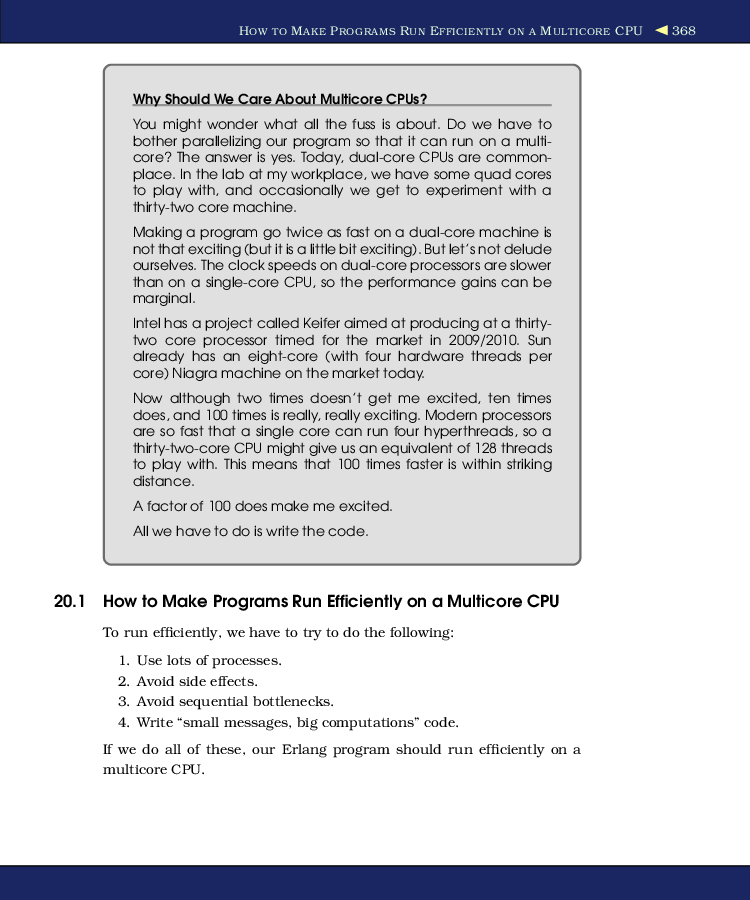 HOW TO MAKE PROGRAMS RUN EFFICIENTLY ON A MULTICORE CPU ◀ 368
Why Should We Care About Multicore CPUs?
You might wonder what all the fuss is about. Do we have to
bother parallelizing our program so that it can run on a multi-
core? The answer is yes. Today, dual-core CPUs are common-
place. In the lab at my workplace, we have some quad cores
to play with, and occasionally we get to experiment with a
thirty-two core machine.
Making a program go twice as fast on a dual-core machine is
not that exciting (but it is a little bit exciting). But let's not delude
ourselves. The clock speeds on dual-core processors are slower
than on a single-core CPU, so the performance gains can be
marginal.
Intel has a project called Keifer aimed at producing at a thirty-
two core processor timed for the market in 2009/2010. Sun
already has an eight-core (with four hardware threads per
core) Niagra machine on the market today.
Now although two times doesn't get me excited, ten times
does, and 100 times is really, really exciting. Modern processors
are so fast that a single core can run four hyperthreads, so a
thirty-two-core CPU might give us an equivalent of 128 threads
to play with. This means that 100 times faster is within striking
distance.
A factor of 100 does make me excited.
All we have to do is write the code.
20.1 How to Make Programs Run Efficiently on a Multicore CPU
To run efficiently, we have to try to do the following:
1. Use lots of processes.
2. Avoid side effects.
3. Avoid sequential bottlenecks.
4. Write “small messages, big computations” code.
If we do all of these, our Erlang program should run efficiently on a
multicore CPU.